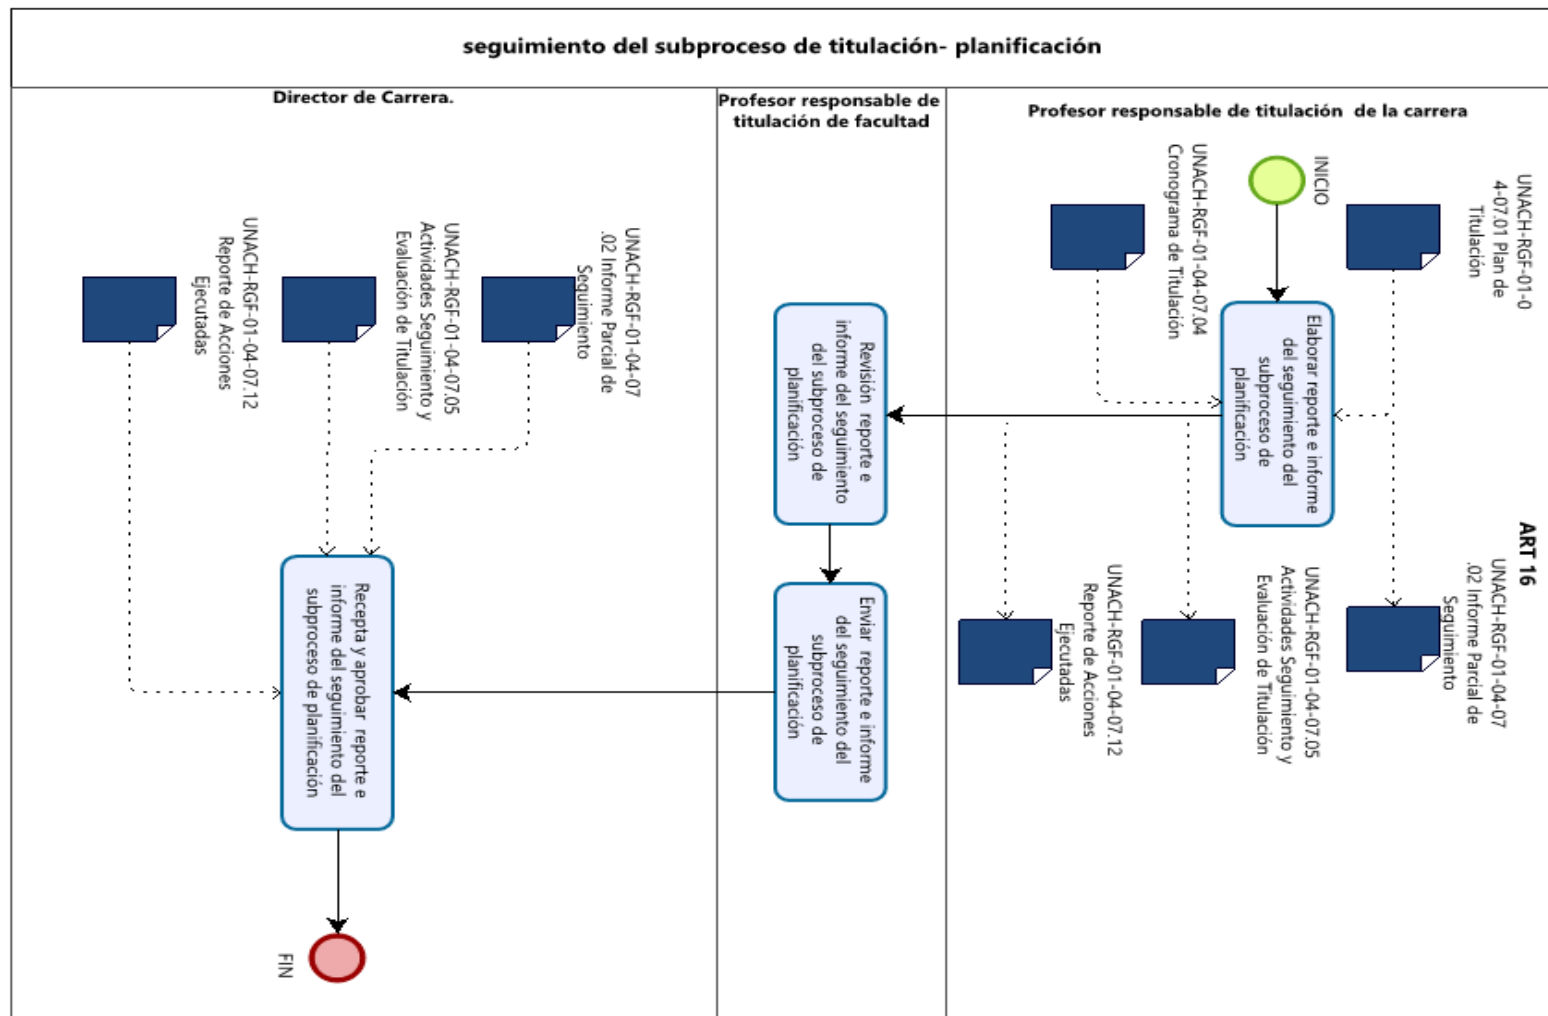 seguimiento del subproceso de titulación- planificación
Director de Carrera.
Profesor responsable de
titulación de facultad
Profesor responsable de titulación  de la carrera
INICIO
UNACH-RGF-01-0
4-07.01 Plan de
Titulación
UNACH-RGF-01-04-07.04
Cronograma de Titulación
Elaborar reporte e informe
del seguimiento del
subproceso de
planificación
ART 16
UNACH-RGF-01-04-07
.02 Informe Parcial de
Seguimiento
UNACH-RGF-01-04-07.05
Actividades Seguimiento y
Evaluación de Titulación
UNACH-RGF-01-04-07.12
Reporte de Acciones
Ejecutadas
Revisión  reporte e
informe del seguimiento
del subproceso de
planificación
Enviar  reporte e informe
del seguimiento del
subproceso de
planificación
UNACH-RGF-01-04-07
.02 Informe Parcial de
Seguimiento
UNACH-RGF-01-04-07.05
Actividades Seguimiento y
Evaluación de Titulación
UNACH-RGF-01-04-07.12
Reporte de Acciones
Ejecutadas
Recepta y aprobar  reporte e
informe del seguimiento del
subproceso de planificación
FIN